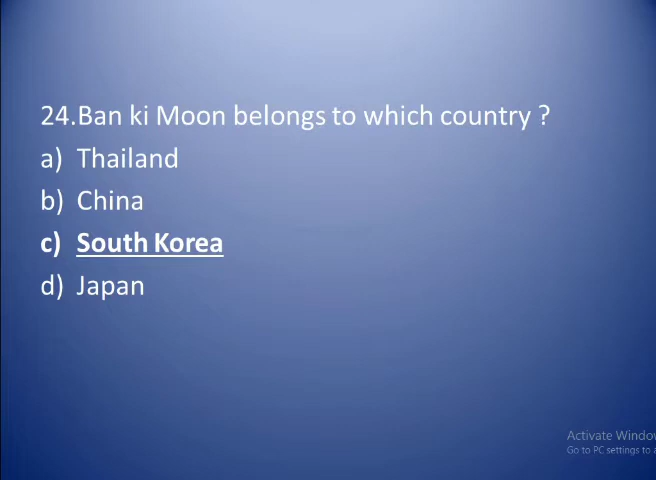 24.Ban ki Moon belongs to which country ?
a) Thailand
b) China
c) South Korea
d) Japan
Activate Window
Go to PC settings to a